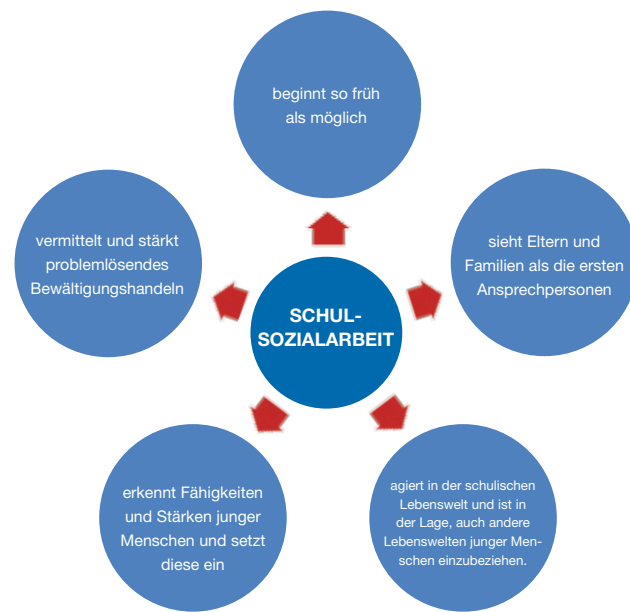 beginnt so früh
als möglich
vermittelt und stärkt
problemlösendes
Bewältigungshandeln
sieht Eltern und
Familien als die ersten
Ansprechpersonen
SCHUL-
SOZIALARBEIT
erkennt Fähigkeiten
und Stärken junger
Menschen und setzt
diese ein
agiert in der schulischen
Lebenswelt und ist in
der Lage, auch andere
Lebenswelten junger Men-
schen einzubeziehen.